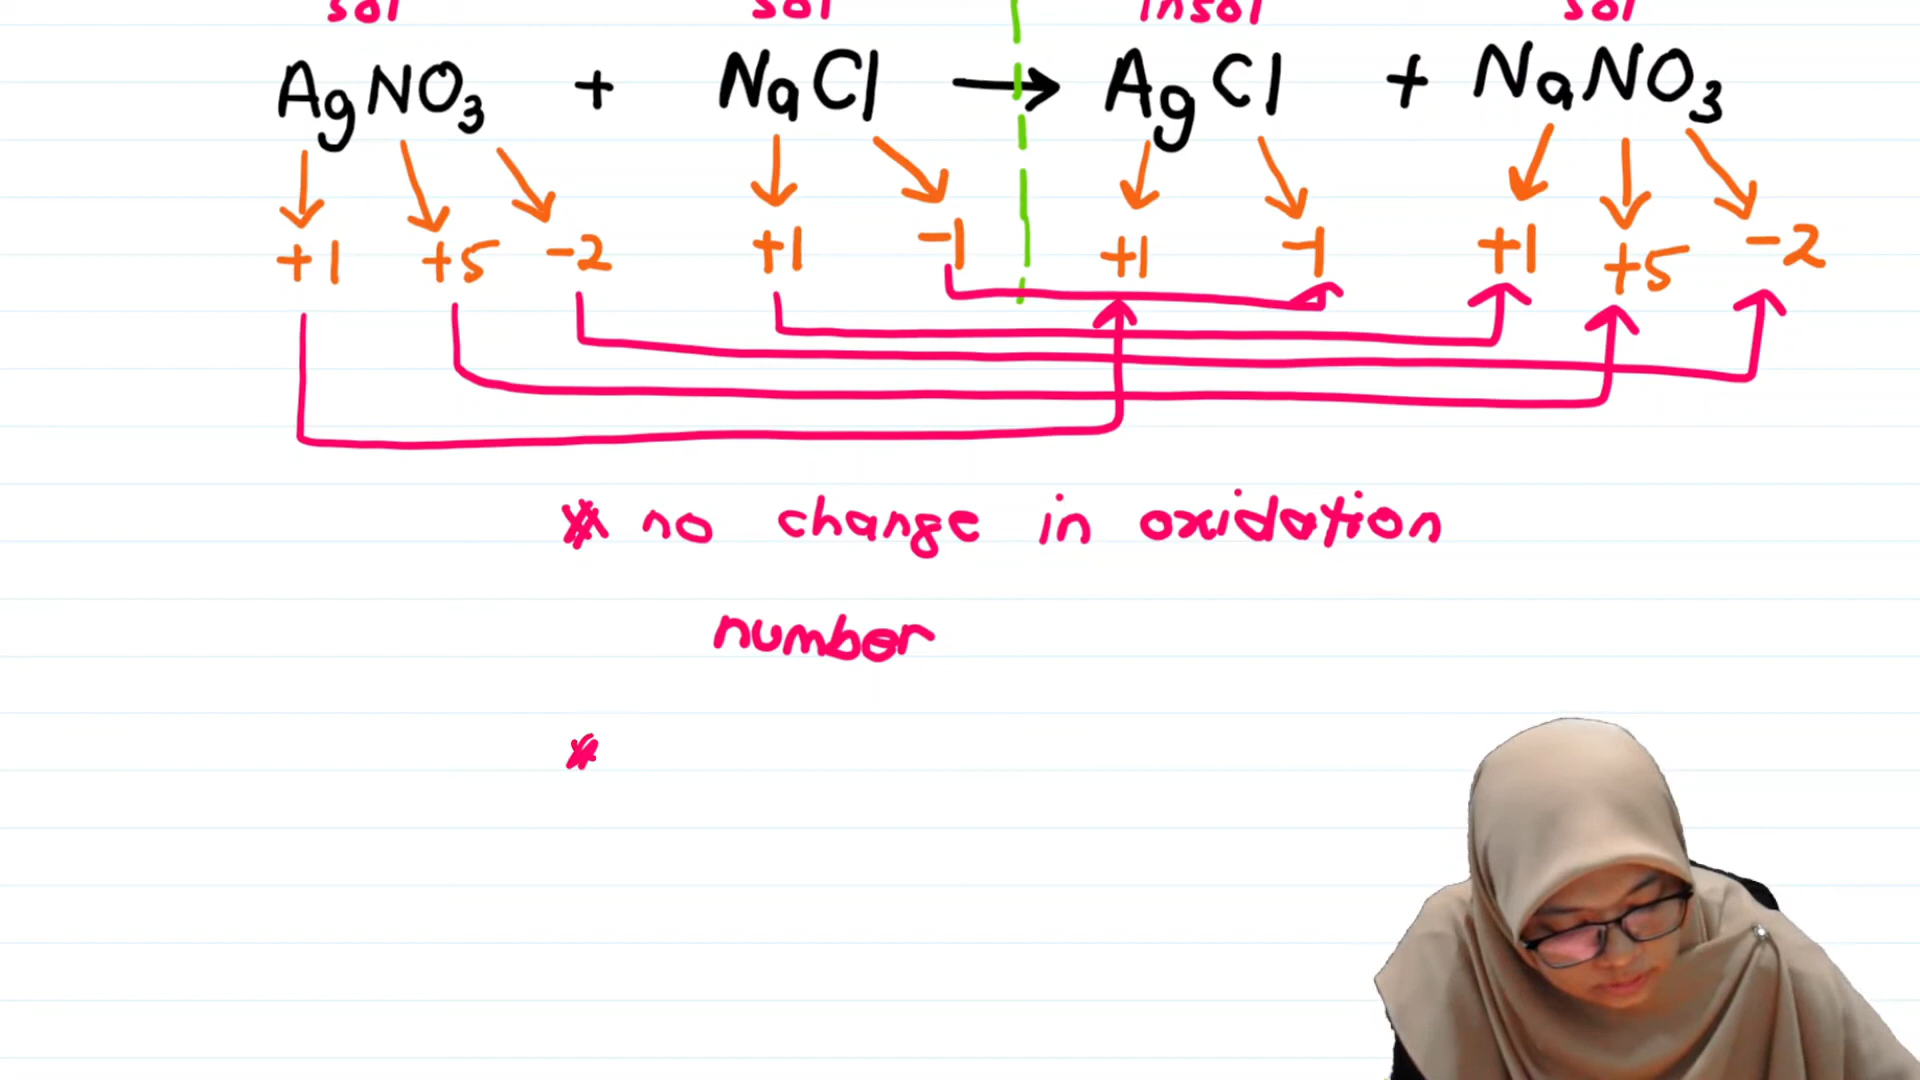 sol sol insol sol
AgNO₃ + NaCl → AgCl + NaNO₃
+1 +5 -2 +1 -1 +1 -1 +1 +5 -2
* no change in oxidation
number
*